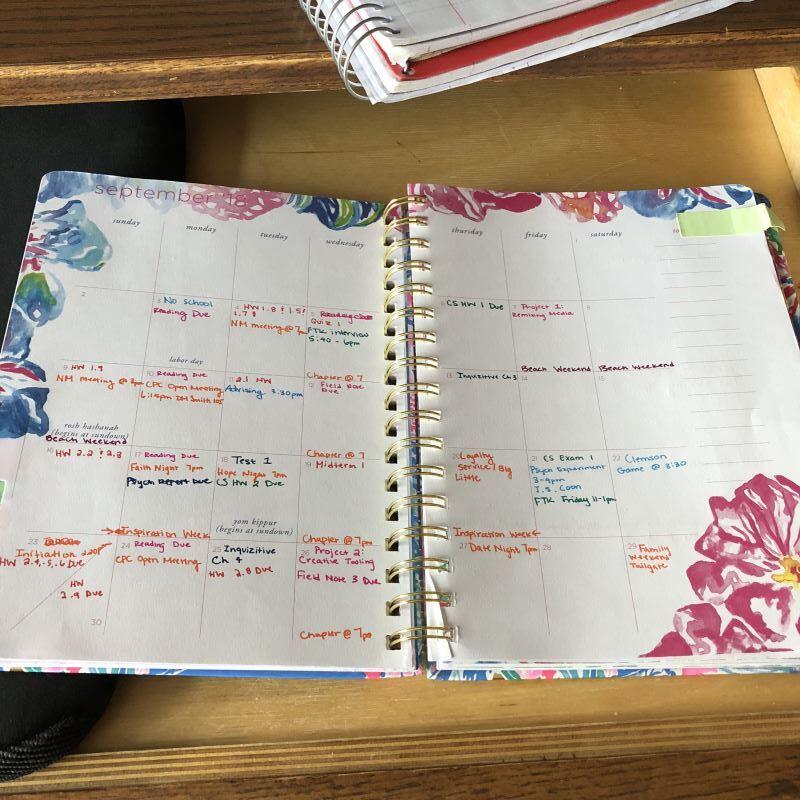 september '18
sunday
monday
tuesday
wednesday
thursday
friday
saturday
1
2
3 No School
Reading Due
labor day
4 HW 1.8 ! 1.5!
1.7!
NM meeting @ 7
5
Quiz 1
FTK interview
5:40 - 6pm
Chapter @ 7
6 CS HW 1 Due
7 Project 1:
Remixing Media
8
9 HW 1.9
NM meeting @
rosh hashanah
(begins at sundown)
Beach Weekend
10 Reading Due
CPC Open Meeting
6:15pm
11 2.1 HW
Advising 3:30pm
12 Field Note
Due
Chapter @ 7
13 Inquizitive Ch 3
14
Beach Weekend
15
Beach Weekend
16
HW 2.2 ! 2.3
17 Reading Due
Faith Night 7pm
Psych Report Due
18 Test 1
Hope Night 7pm
CS HW 2 Due
yom kippur
(begins at sundown)
19 Midterm 1
Chapter @ 7pm
20 Loyalty
Service / Big
Little
Inspiration Week
21 CS Exam 1
Psych Experiment
3-4pm
J.S. Coon
FTK Friday 11-1pm
22 Clemson
Game @ 3:30
23
Initiation
HW 2.4-5.6 Due
HW
2.9 Due
30
Inspiration Week
24 Reading Due
CPC Open Meeting
25 Inquizitive
Ch 4
HW 2.8 Due
26 Project 2:
Creative Tooling
Field Note 3 Due
Chapter @ 7pm
27 Date Night 7pm
28
29 Family
Weekend
Tailgate